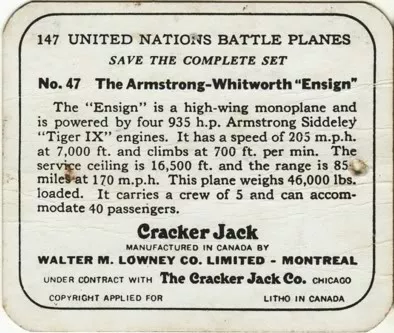 147 UNITED NATIONS BATTLE PLANES
SAVE THE COMPLETE SET
No. 47 The Armstrong-Whitworth "Ensign"
The "Ensign" is a high-wing monoplane and
is powered by four 935 h.p. Armstrong Siddeley
"Tiger IX" engines. It has a speed of 205 m.p.h.
at 7,000 ft. and climbs at 700 ft. per min. The
service ceiling is 16,500 ft. and the range is
miles at 170 m.p.h. This plane weighs 46,000 lbs.
loaded. It carries a crew of 5 and can accom-
modate 40 passengers.
Cracker Jack
MANUFACTURED IN CANADA BY
WALTER M. LOWNEY CO. LIMITED - MONTREAL
UNDER CONTRACT WITH The Cracker Jack Co. CHICAGO
COPYRIGHT APPLIED FOR LITHO IN CANADA